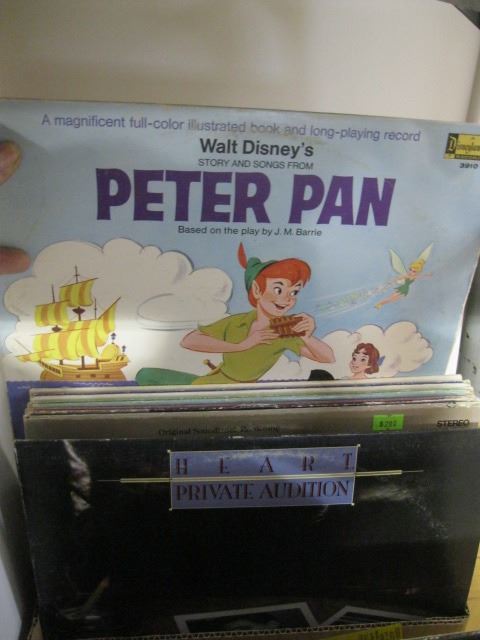 A magnificent full-color illustrated book and long-playing record
Walt Disney's
STORY AND SONGS FROM
PETER PAN
Based on the play by J. M. Barrie
Disneyland
3910
Original
STEREO
HEART
PRIVATE AUDITION